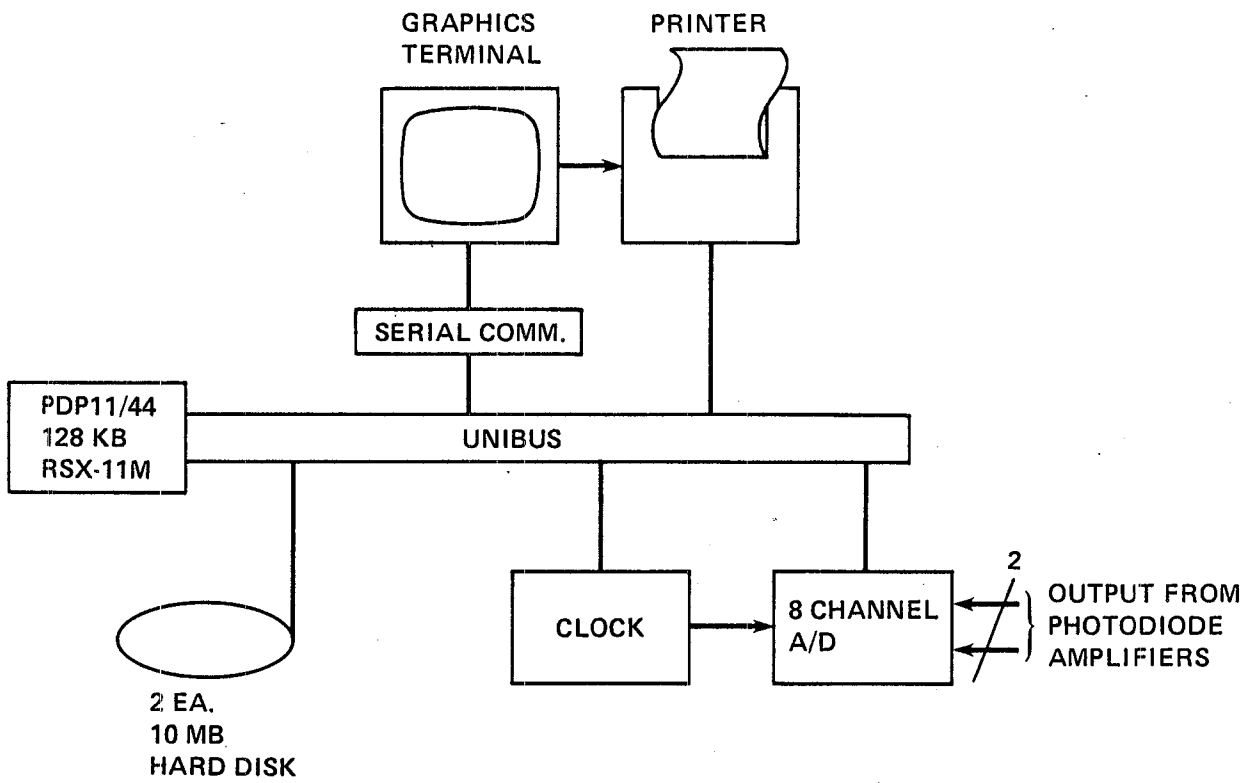 GRAPHICS
TERMINAL
PRINTER
SERIAL COMM.
PDP11/44
128 KB
RSX-11M
UNIBUS
2 EA.
10 MB
HARD DISK
CLOCK
8 CHANNEL
A/D
2
OUTPUT FROM
PHOTODIODE
AMPLIFIERS